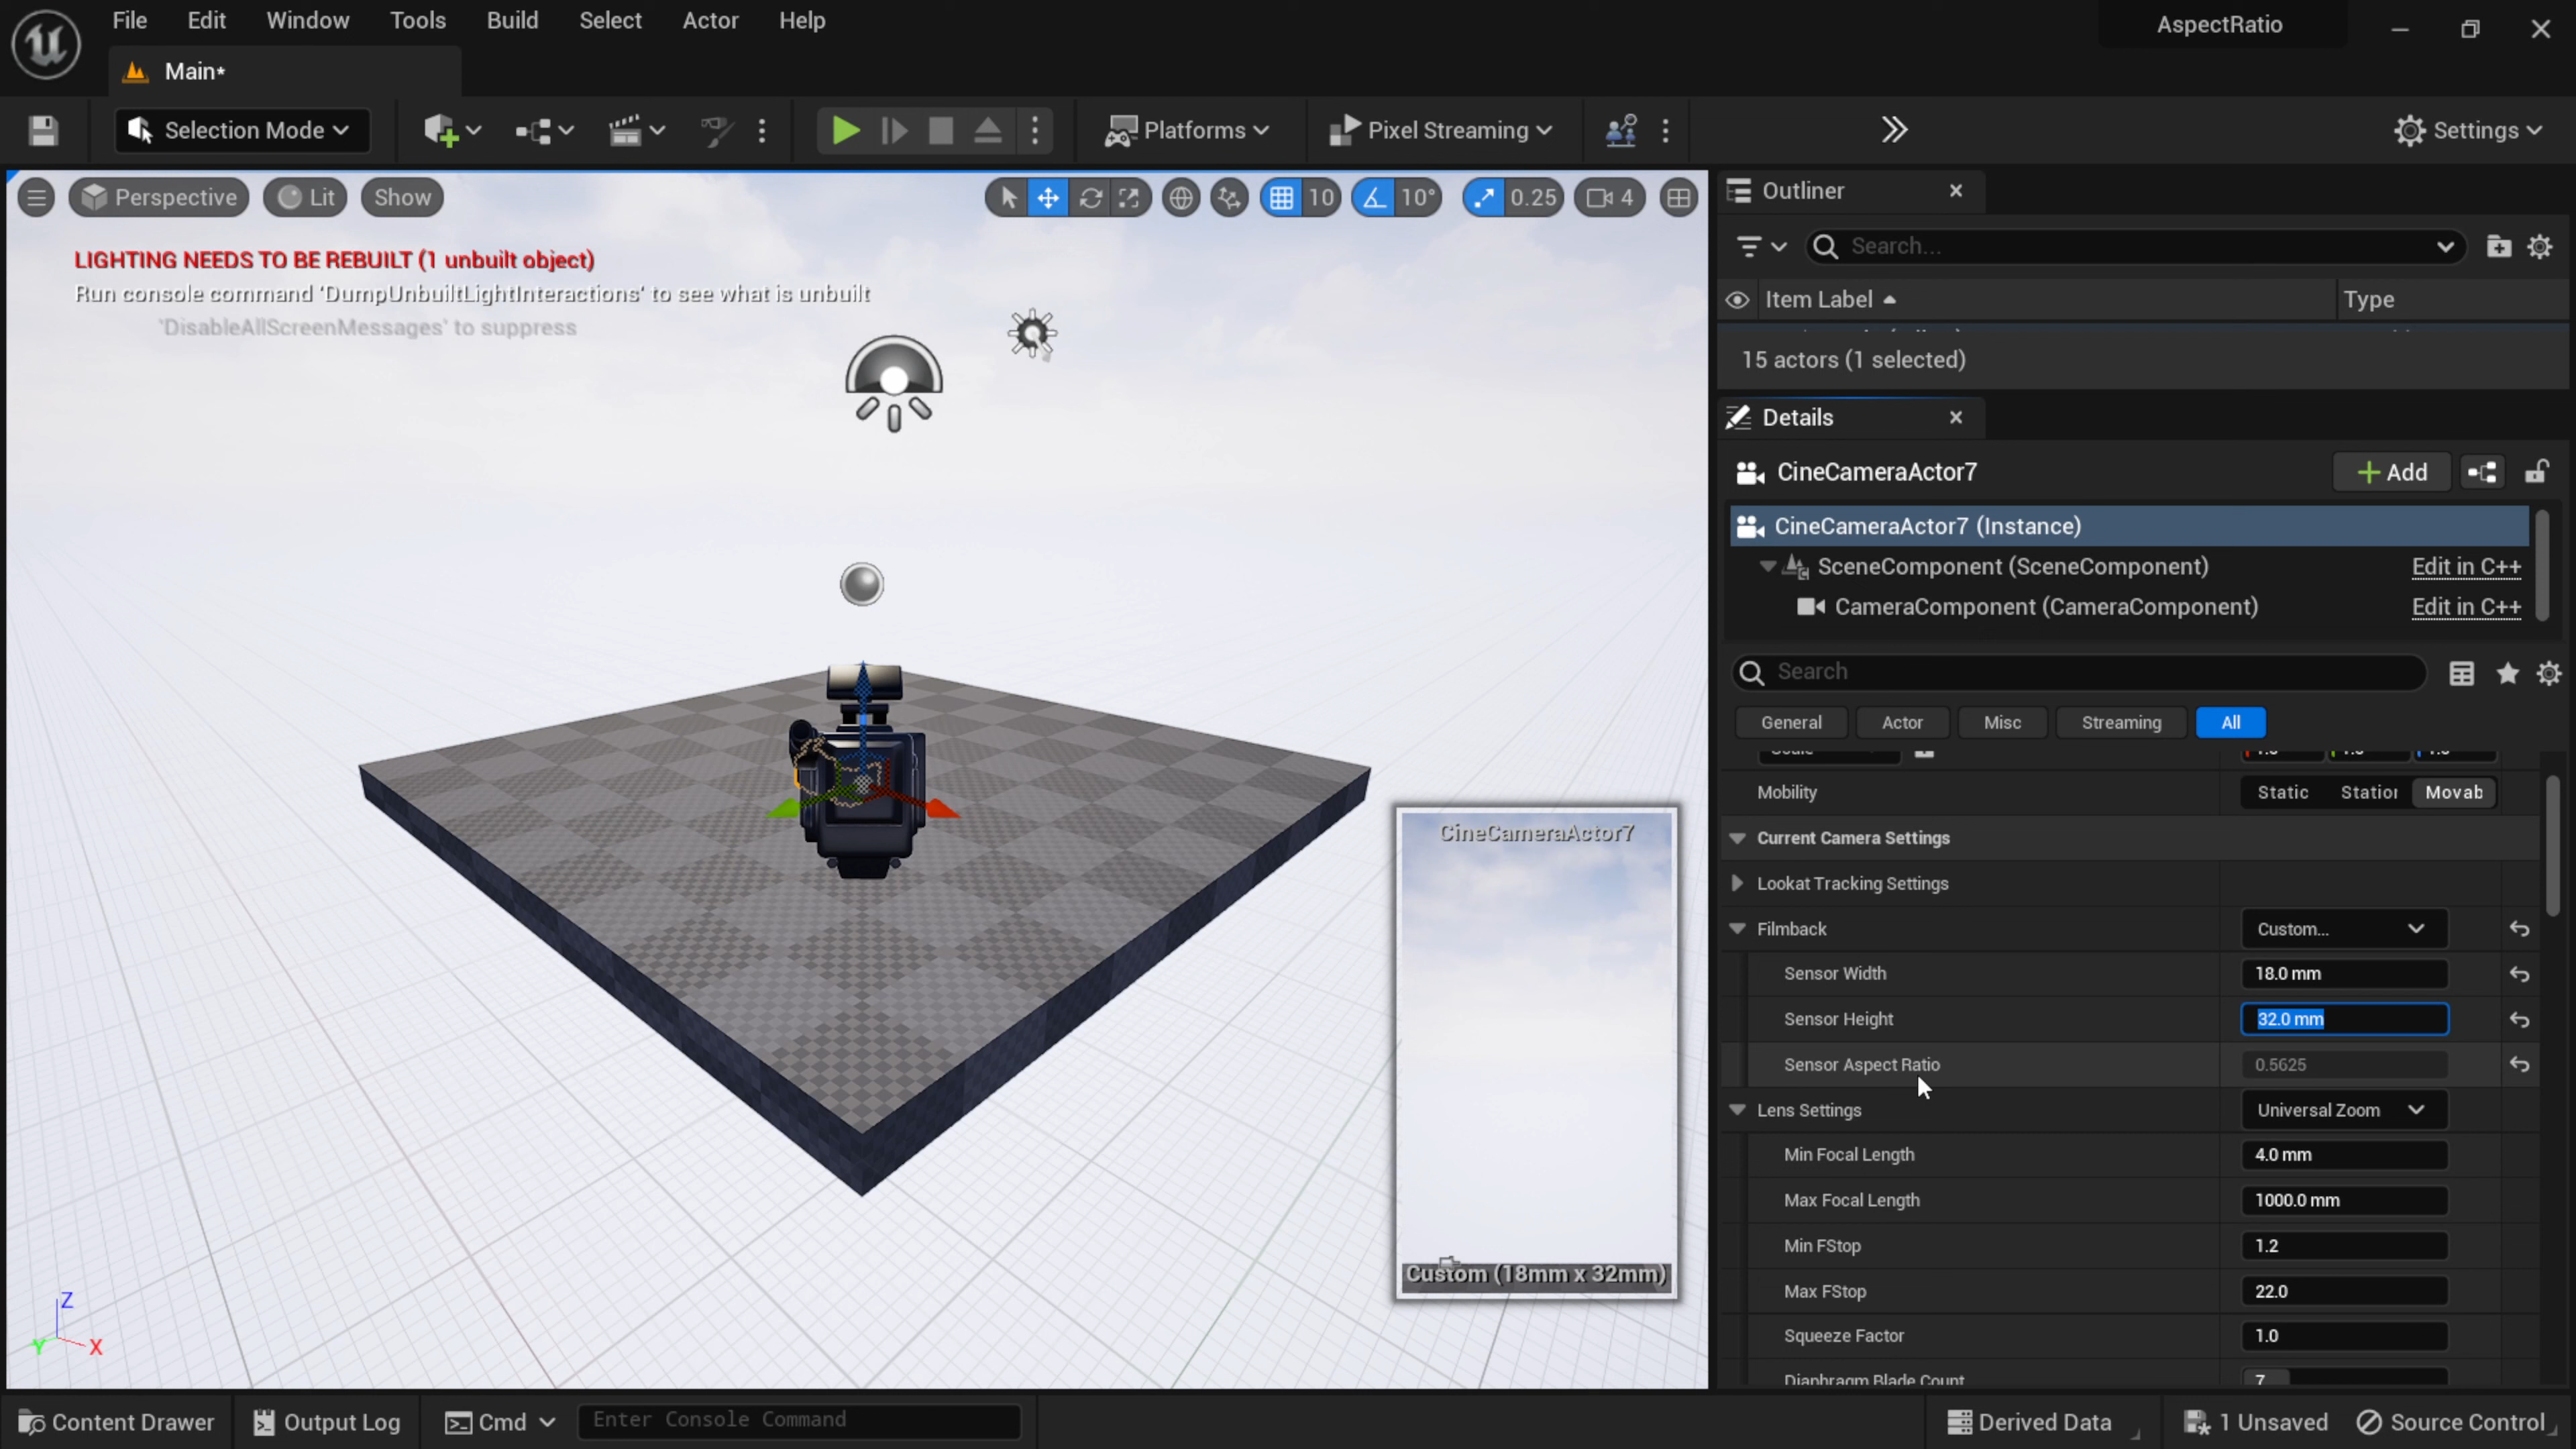 File Edit Window Tools Build Select Actor Help
AspectRatio
Main*
Selection Mode
Platforms
Pixel Streaming
Settings
Perspective Lit Show
10 10° 0.25 4
LIGHTING NEEDS TO BE REBUILT (1 unbuilt object)
Run console command 'DumpUnbuiltLightInteractions' to see what is unbuilt
'DisableAllScreenMessages' to suppress
CineCameraActor7
Custom (18mm x 32mm)
Z
Y X
Outliner
Search...
Item Label Type
15 actors (1 selected)
Details
CineCameraActor7
Add
CineCameraActor7 (Instance)
SceneComponent (SceneComponent) Edit in C++
CameraComponent (CameraComponent) Edit in C++
Search
General Actor Misc Streaming All
Mobility Static Station Movab
Current Camera Settings
Lookat Tracking Settings
Filmback Custom...
Sensor Width 18.0 mm
Sensor Height 32.0 mm
Sensor Aspect Ratio 0.5625
Lens Settings Universal Zoom
Min Focal Length 4.0 mm
Max Focal Length 1000.0 mm
Min FStop 1.2
Max FStop 22.0
Squeeze Factor 1.0
Diaphragm Blade Count 7
Content Drawer Output Log Cmd Enter Console Command
Derived Data 1 Unsaved Source Control